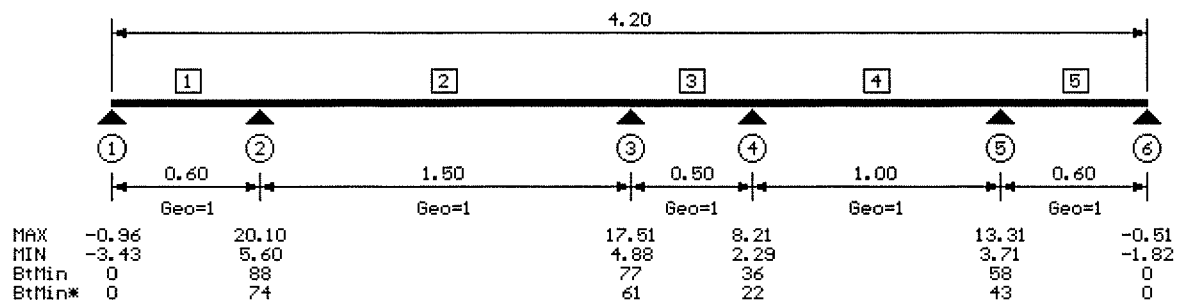 4.20
1 2 3 4 5
1 2 3 4 5 6
0.60 1.50 0.50 1.00 0.60
Geo=1 Geo=1 Geo=1 Geo=1 Geo=1
MAX -0.96 20.10 17.51 8.21 13.31 -0.51
MIN -3.43 5.60 4.88 2.29 3.71 -1.82
BtMin 0 88 77 36 58 0
BtMin* 0 74 61 22 43 0